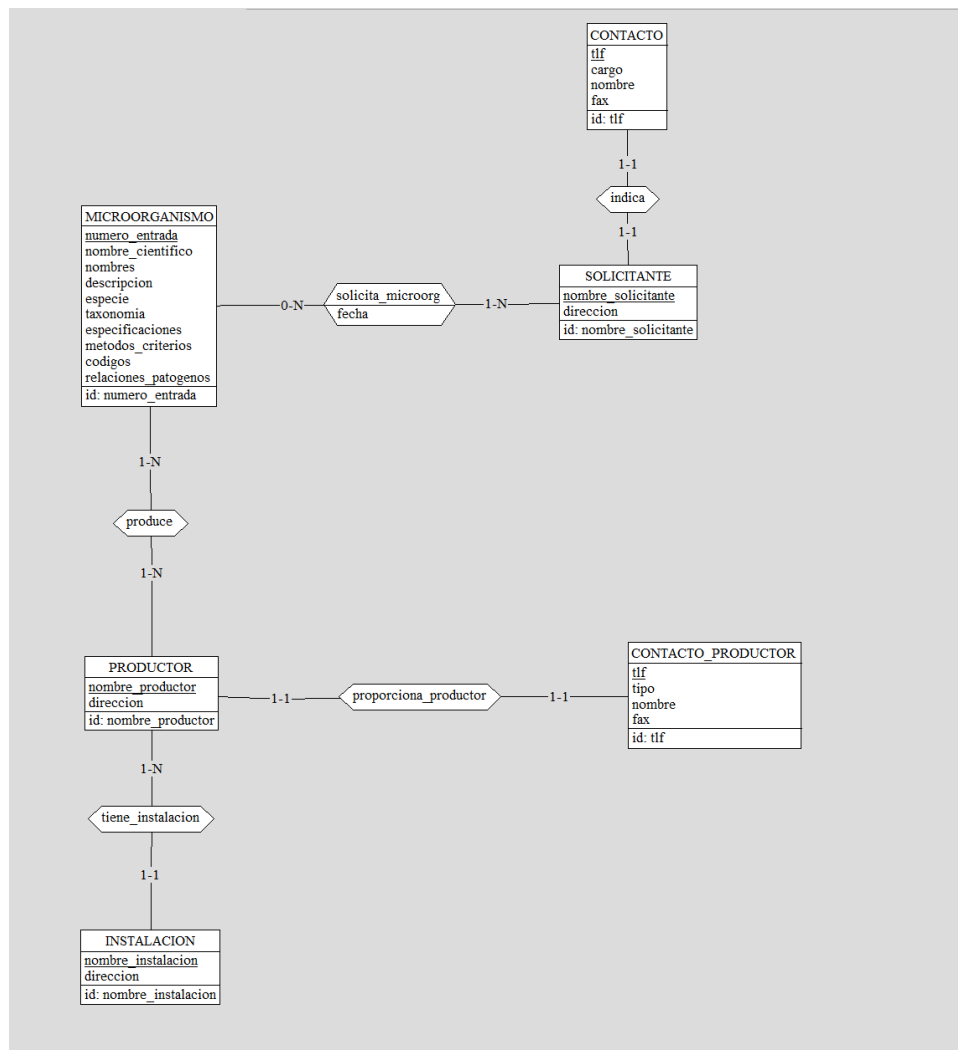 CONTACTO
tlf
cargo
nombre
fax
id: tlf
1-1
indica
1-1
MICROORGANISMO
numero_entrada
nombre_cientifico
nombres
descripcion
especie
taxonomia
especificaciones
metodos_criterios
codigos
relaciones_patogenos
id: numero_entrada
0-N
solicita_microorg
fecha
1-N
SOLICITANTE
nombre_solicitante
direccion
id: nombre_solicitante
1-N
produce
1-N
PRODUCTOR
nombre_productor
direccion
id: nombre_productor
1-1
proporciona_productor
1-1
CONTACTO_PRODUCTOR
tlf
tipo
nombre
fax
id: tlf
1-N
tiene_instalacion
1-1
INSTALACION
nombre_instalacion
direccion
id: nombre_instalacion